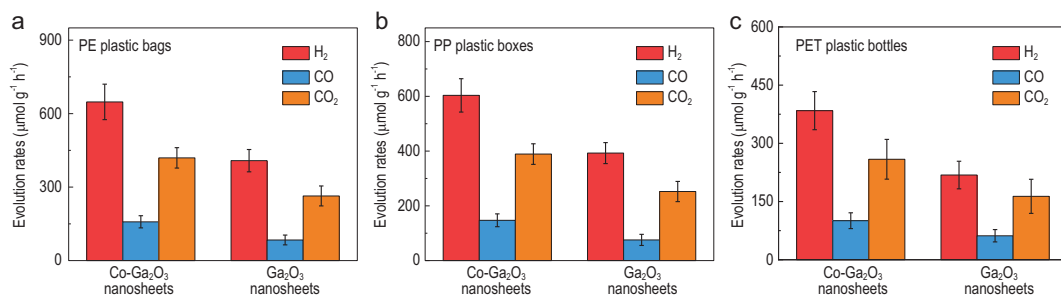 a
PE plastic bags
H₂
CO
CO₂
Evolution rates (μmol g⁻¹ h⁻¹)
900
600
300
0
Co-Ga₂O₃
nanosheets
Ga₂O₃
nanosheets
b
PP plastic boxes
H₂
CO
CO₂
Evolution rates (μmol g⁻¹ h⁻¹)
800
600
400
200
0
Co-Ga₂O₃
nanosheets
Ga₂O₃
nanosheets
c
PET plastic bottles
H₂
CO
CO₂
Evolution rates (μmol g⁻¹ h⁻¹)
600
450
300
150
0
Co-Ga₂O₃
nanosheets
Ga₂O₃
nanosheets